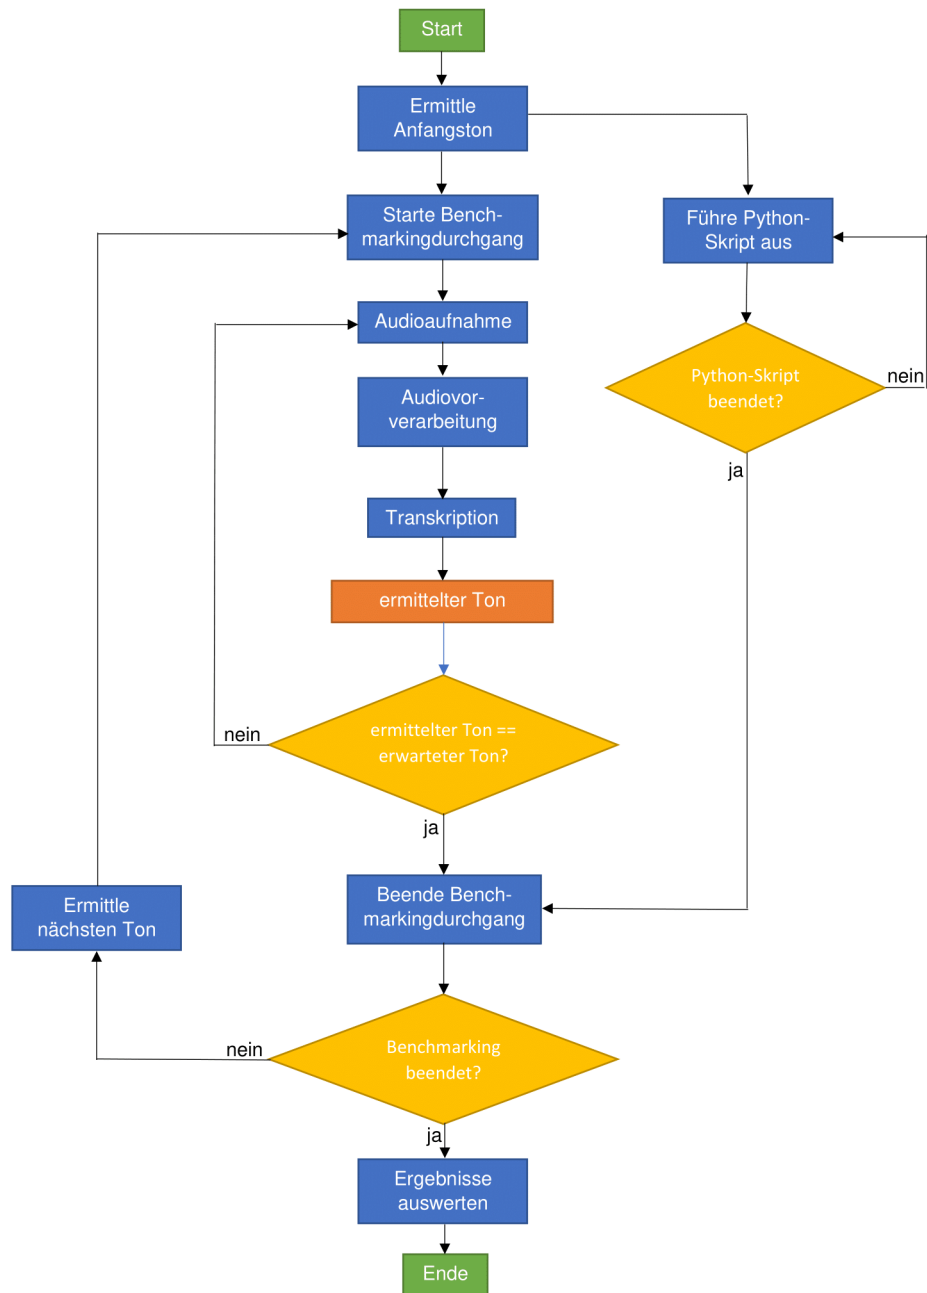 Start
Ermittle
Anfangston
Starte Bench-
markingdurchgang
Führe Python-
Skript aus
Audioaufnahme
Python-Skript
beendet?
nein
Audiovor-
verarbeitung
ja
Transkription
ermittelter Ton
ermittelter Ton ==
erwarteter Ton?
nein
ja
Beende Bench-
markingdurchgang
Ermittle
nächsten Ton
Benchmarking
beendet?
nein
ja
Ergebnisse
auswerten
Ende